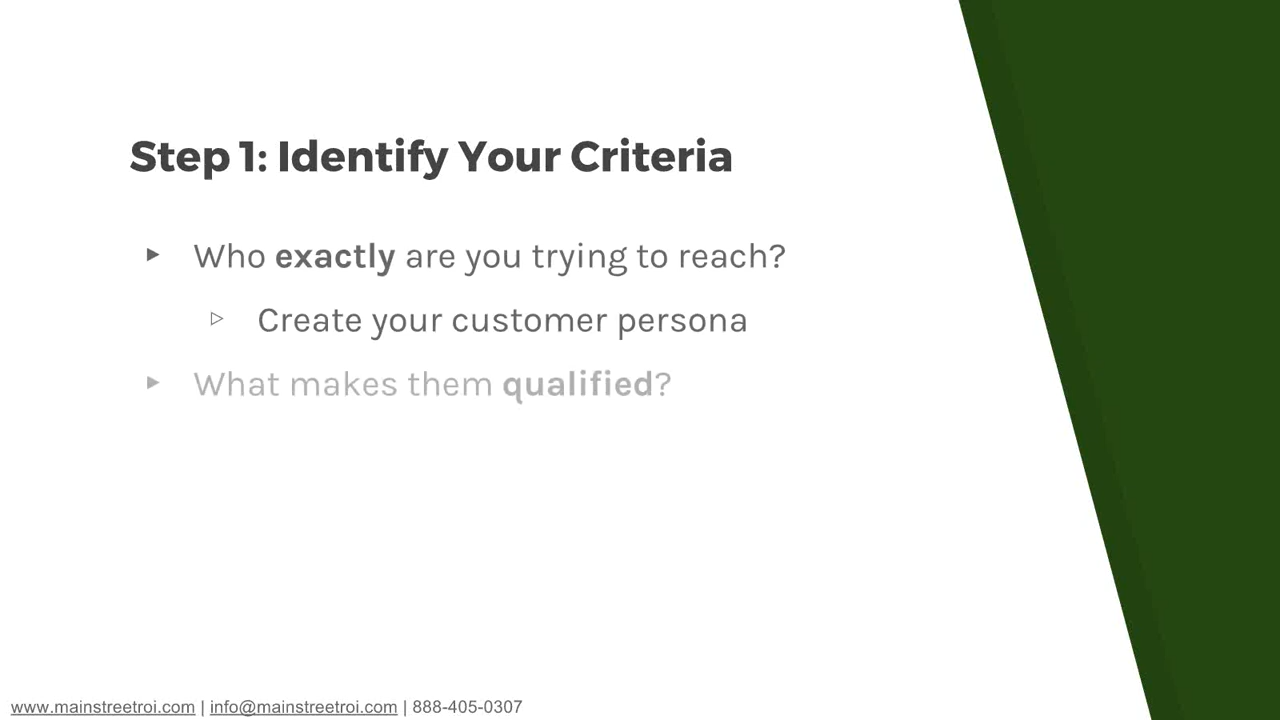 Step 1: Identify Your Criteria
Who exactly are you trying to reach?
Create your customer persona
What makes them qualified?
www.mainstreetroi.com | info@mainstreetroi.com | 888-405-0307